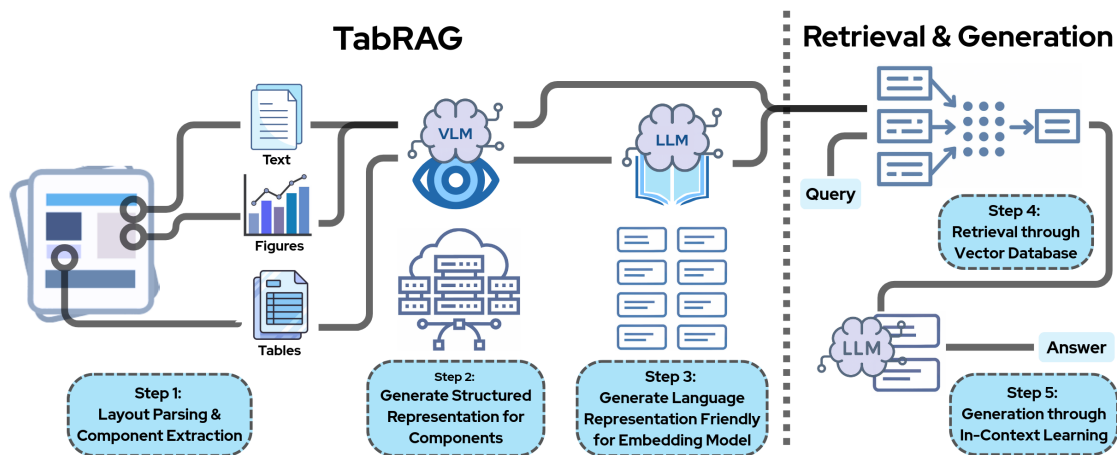 TabRAG
Retrieval & Generation
Text
Figures
Tables
VLM
LLM
Query
Step 1:
Layout Parsing &
Component Extraction
Step 2:
Generate Structured
Representation for
Components
Step 3:
Generate Language
Representation Friendly
for Embedding Model
Step 4:
Retrieval through
Vector Database
LLM
Answer
Step 5:
Generation through
In-Context Learning